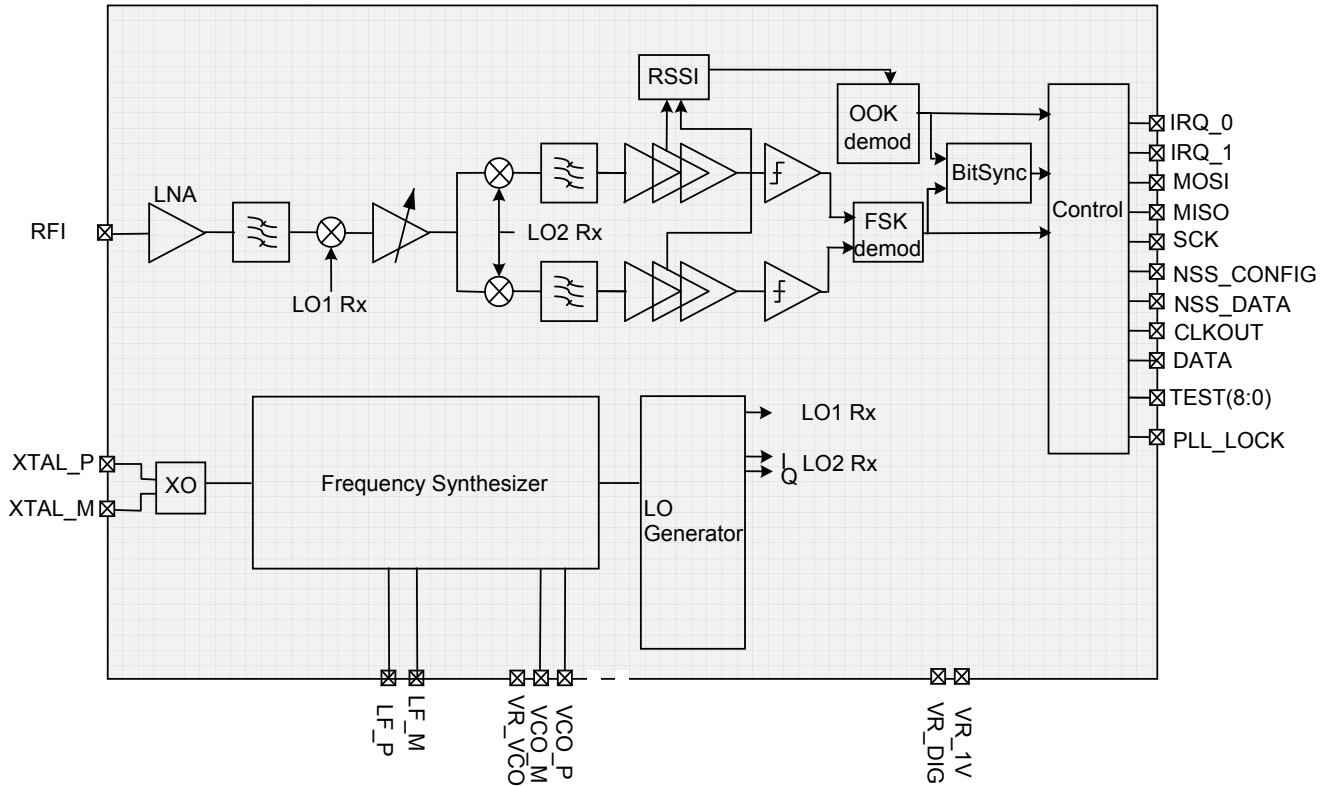 RSSI
OOK
demod
BitSync
Control
FSK
demod
LNA
RFI
LO1 Rx
LO2 Rx
IRQ_0
IRQ_1
MOSI
MISO
SCK
NSS_CONFIG
NSS_DATA
CLKOUT
DATA
TEST(8:0)
PLL_LOCK
XTAL_P
XTAL_M
XO
Frequency Synthesizer
LO
Generator
LO1 Rx
I
Q
LO2 Rx
LF_P
LF_M
VR_VCO
VCO_M
VCO_P
VR_DIG
VR_1V